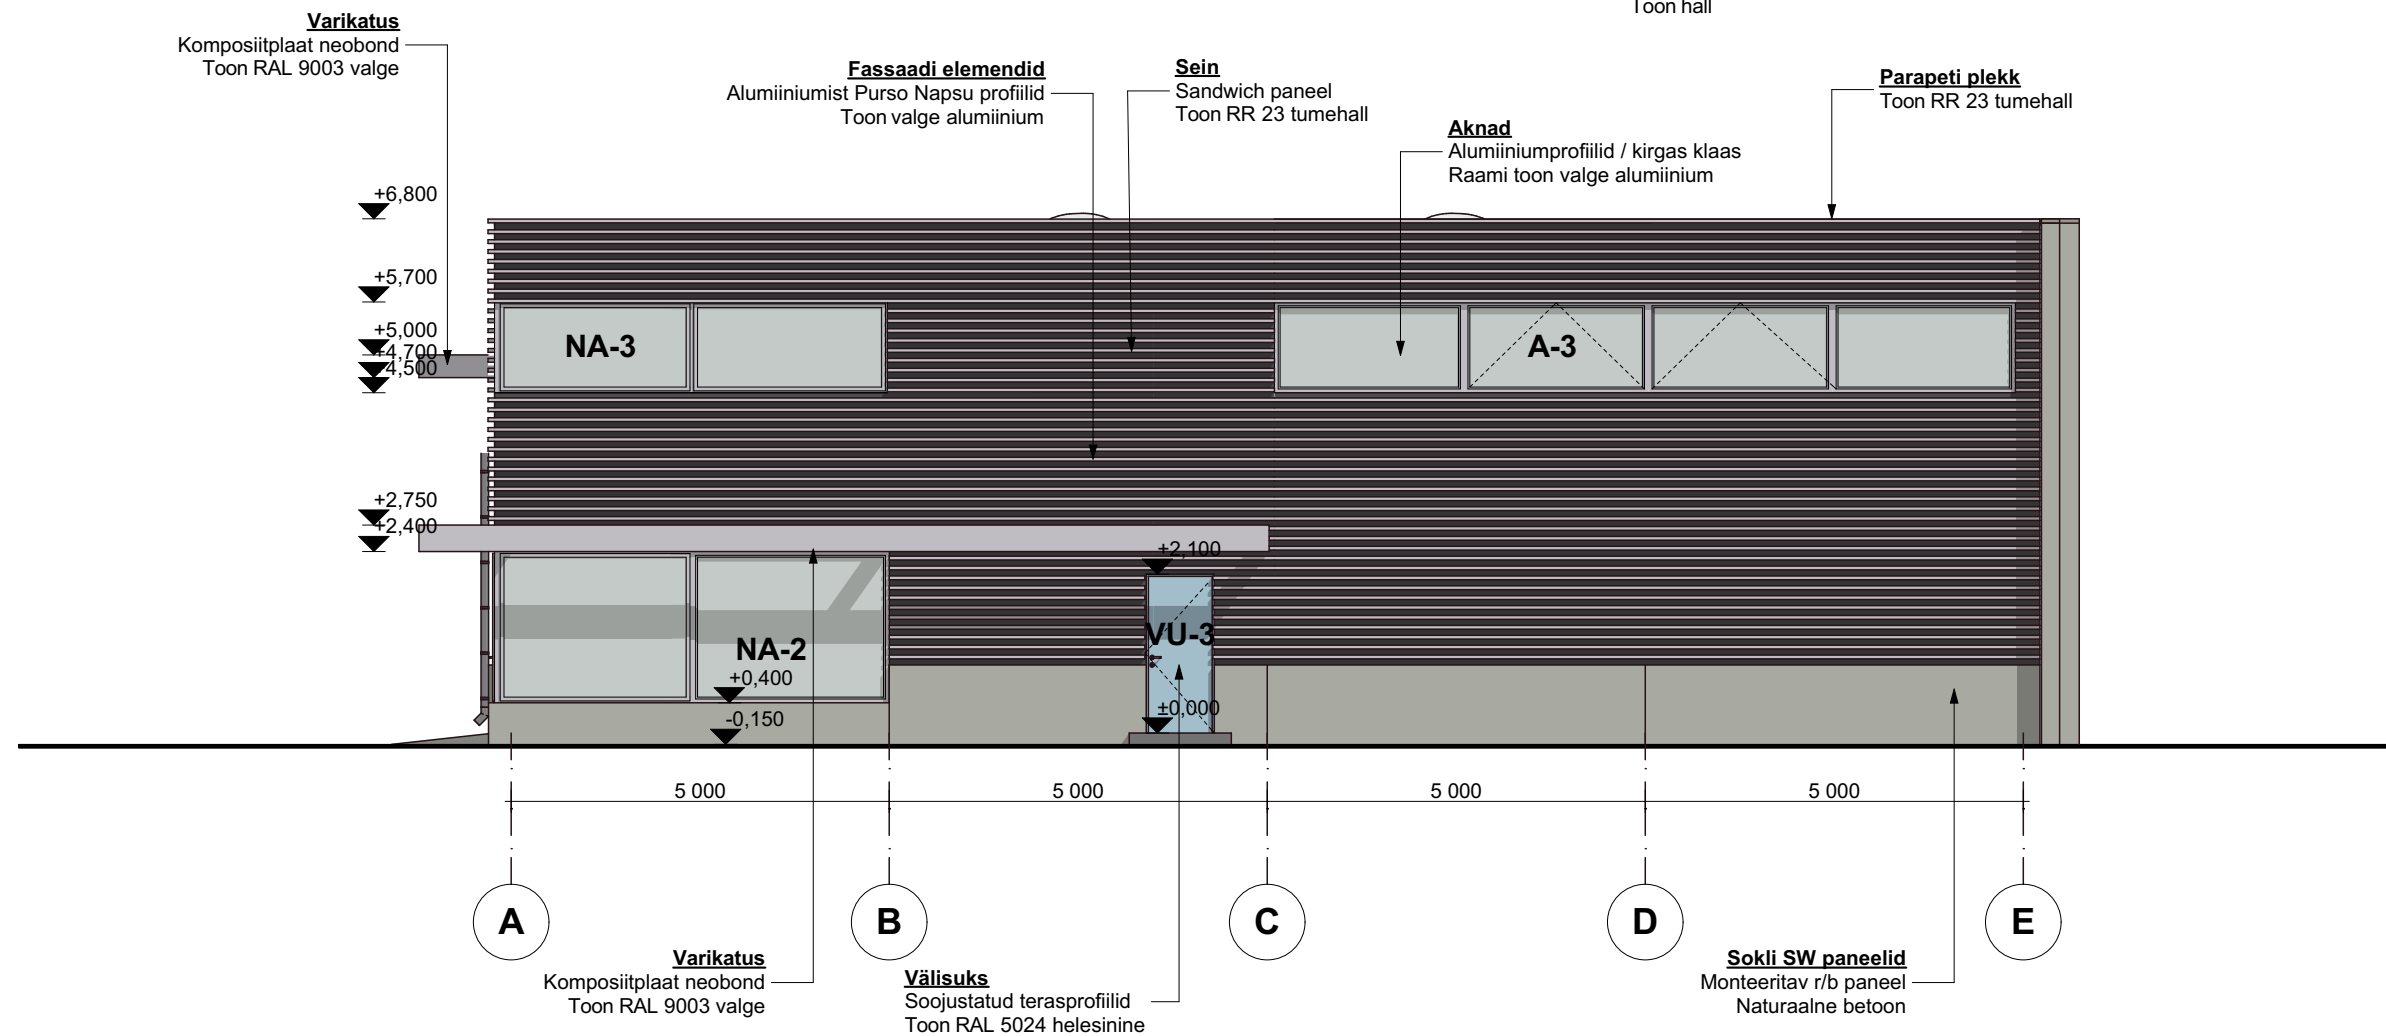 Toon hall
Varikatus
Komposiitplaat neobond
Toon RAL 9003 valge
Fassaadi elemendid
Alumiiniumist Purso Napsu profiilid
Toon valge alumiinium
Sein
Sandwich paneel
Toon RR 23 tumehall
Aknad
Alumiiniumprofiilid / kirgas klaas
Raami toon valge alumiinium
Parapeti plekk
Toon RR 23 tumehall
+6,800
+5,700
+5,000
+4,700
+4,500
NA-3
A-3
+2,750
+2,400
+2,100
VU-3
NA-2
+0,400
-0,150
±0,000
5 000
5 000
5 000
5 000
A
B
C
D
E
Varikatus
Komposiitplaat neobond
Toon RAL 9003 valge
Välisuks
Soojustatud terasprofiilid
Toon RAL 5024 helesinine
Sokli SW paneelid
Monteeritav r/b paneel
Naturaalne betoon